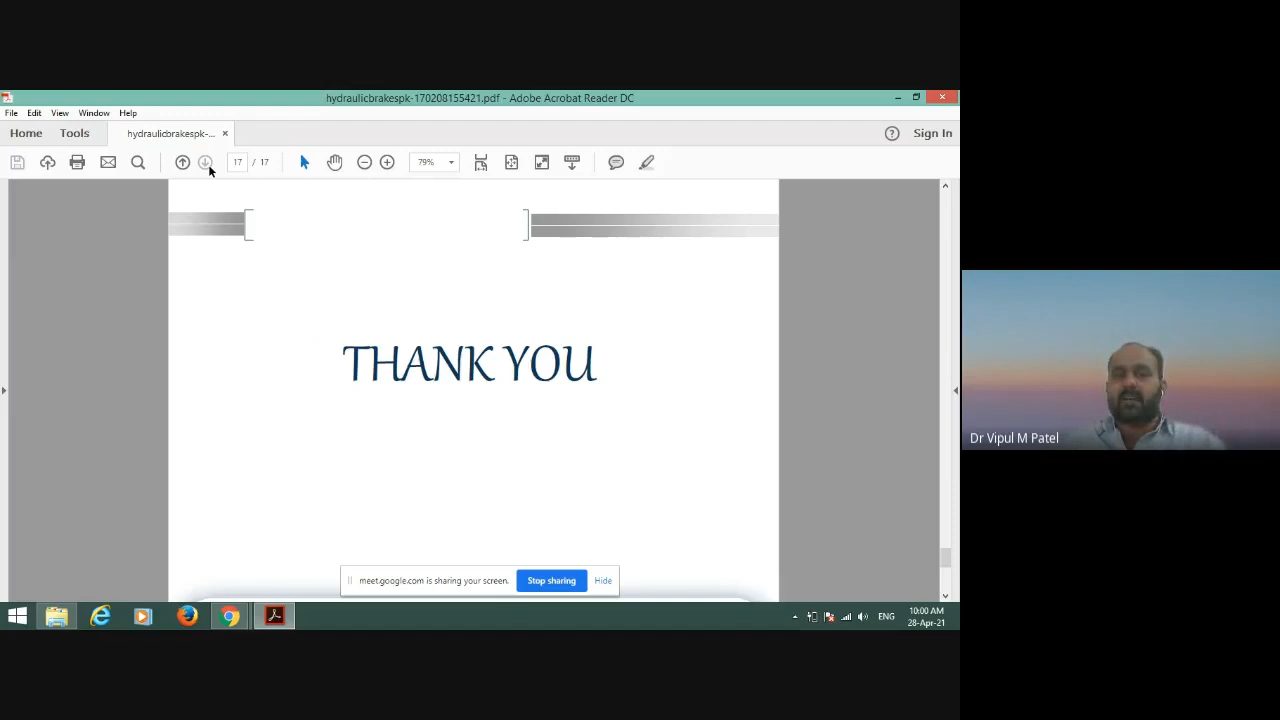 hydraulicbrakespk-170208155421.pdf - Adobe Acrobat Reader DC
File Edit View Window Help
Home Tools hydraulicbrakespk-... × Sign In
17 / 17 79%
THANK YOU
meet.google.com is sharing your screen. Stop sharing Hide
ENG
10:00 AM
28-Apr-21
Dr Vipul M Patel